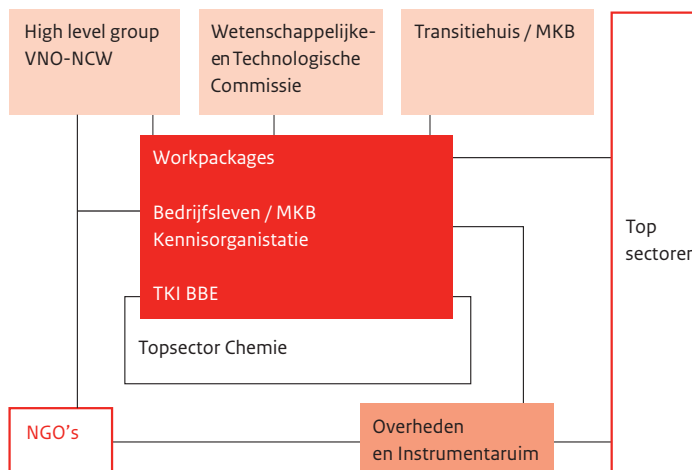 High level group
VNO-NCW
Wetenschappelijke-
en Technologische
Commissie
Transitiehuis / MKB
Workpackages
Bedrijfsleven / MKB
Kennisorganistatie
TKI BBE
Topsector Chemie
Top
sectoren
NGO's
Overheden
en Instrumentaruim